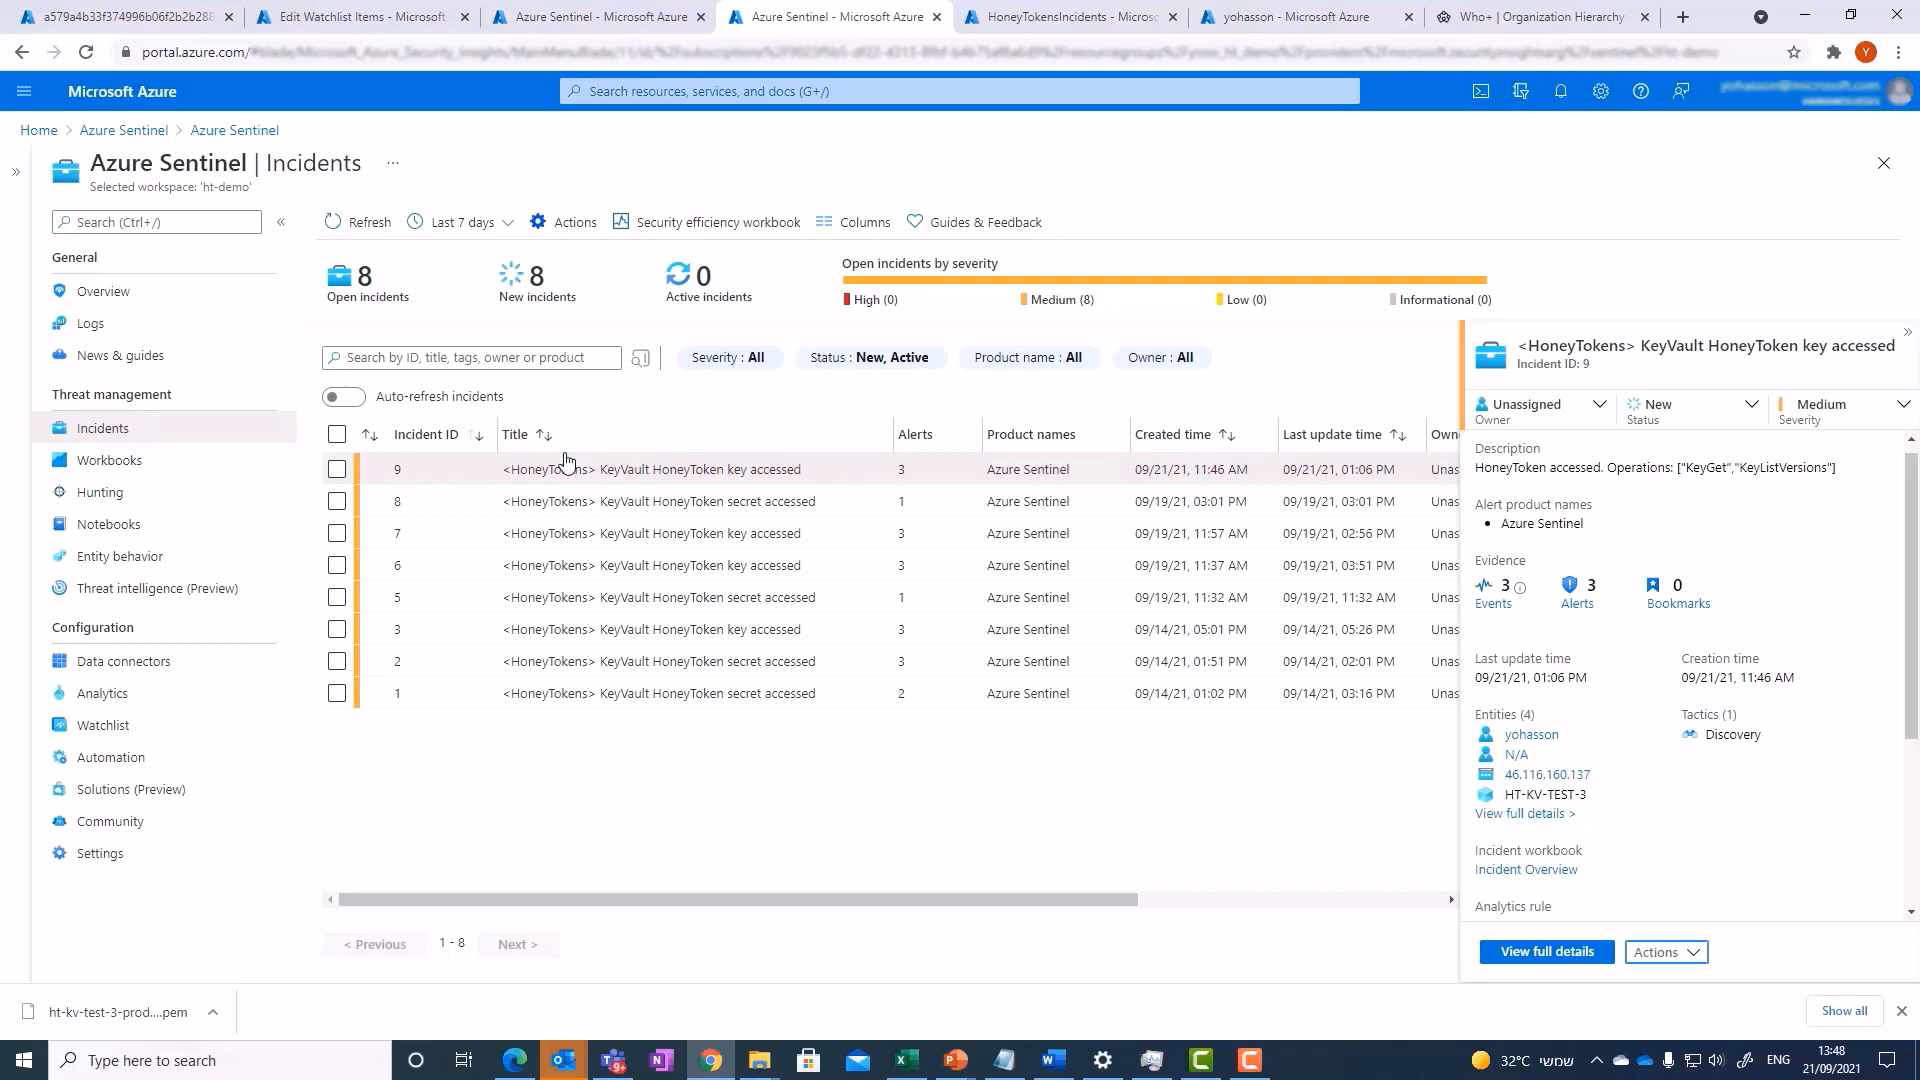 a579a4b33f374996b06f2b2b288
Edit Watchlist Items - Microsoft
Azure Sentinel - Microsoft Azure
Azure Sentinel - Microsoft Azure
HoneyTokensIncidents - Microsoft
yohasson - Microsoft Azure
Who+ | Organization Hierarchy -
portal.azure.com/
Microsoft Azure
Search resources, services, and docs (G+/)
Home > Azure Sentinel > Azure Sentinel
Azure Sentinel | Incidents ...
Selected workspace: 'ht-demo'
Search (Ctrl+/)
General
Overview
Logs
News & guides
Threat management
Incidents
Workbooks
Hunting
Notebooks
Entity behavior
Threat intelligence (Preview)
Configuration
Data connectors
Analytics
Watchlist
Automation
Solutions (Preview)
Community
Settings
Refresh Last 7 days Actions Security efficiency workbook Columns Guides & Feedback
8 Open incidents
8 New incidents
0 Active incidents
Open incidents by severity
High (0) Medium (8) Low (0) Informational (0)
Search by ID, title, tags, owner or product
Severity : All Status : New, Active Product name : All Owner : All
Auto-refresh incidents
Incident ID Title Alerts Product names Created time Last update time Own
9 <HoneyTokens> KeyVault HoneyToken key accessed 3 Azure Sentinel 09/21/21, 11:46 AM 09/21/21, 01:06 PM Unas
8 <HoneyTokens> KeyVault HoneyToken secret accessed 1 Azure Sentinel 09/19/21, 03:01 PM 09/19/21, 03:01 PM Unas
7 <HoneyTokens> KeyVault HoneyToken key accessed 3 Azure Sentinel 09/19/21, 11:57 AM 09/19/21, 02:56 PM Unas
6 <HoneyTokens> KeyVault HoneyToken key accessed 3 Azure Sentinel 09/19/21, 11:37 AM 09/19/21, 03:51 PM Unas
5 <HoneyTokens> KeyVault HoneyToken secret accessed 1 Azure Sentinel 09/19/21, 11:32 AM 09/19/21, 11:32 AM Unas
3 <HoneyTokens> KeyVault HoneyToken key accessed 3 Azure Sentinel 09/14/21, 05:01 PM 09/14/21, 05:26 PM Unas
2 <HoneyTokens> KeyVault HoneyToken secret accessed 3 Azure Sentinel 09/14/21, 01:51 PM 09/14/21, 02:01 PM Unas
1 <HoneyTokens> KeyVault HoneyToken secret accessed 2 Azure Sentinel 09/14/21, 01:02 PM 09/14/21, 03:16 PM Unas
< Previous 1 - 8 Next >
<HoneyTokens> KeyVault HoneyToken key accessed
Incident ID: 9
Unassigned New Medium
Owner Status Severity
Description
HoneyToken accessed. Operations: ["KeyGet","KeyListVersions"]
Alert product names
• Azure Sentinel
Evidence
3 3 0
Events Alerts Bookmarks
Last update time Creation time
09/21/21, 01:06 PM 09/21/21, 11:46 AM
Entities (4) Tactics (1)
yohasson Discovery
N/A
46.116.160.137
HT-KV-TEST-3
View full details >
Incident workbook
Incident Overview
Analytics rule
View full details Actions
ht-kv-test-3-prod....pem
Show all
Type here to search
9+
32°C שמשי
ENG
13:48
21/09/2021